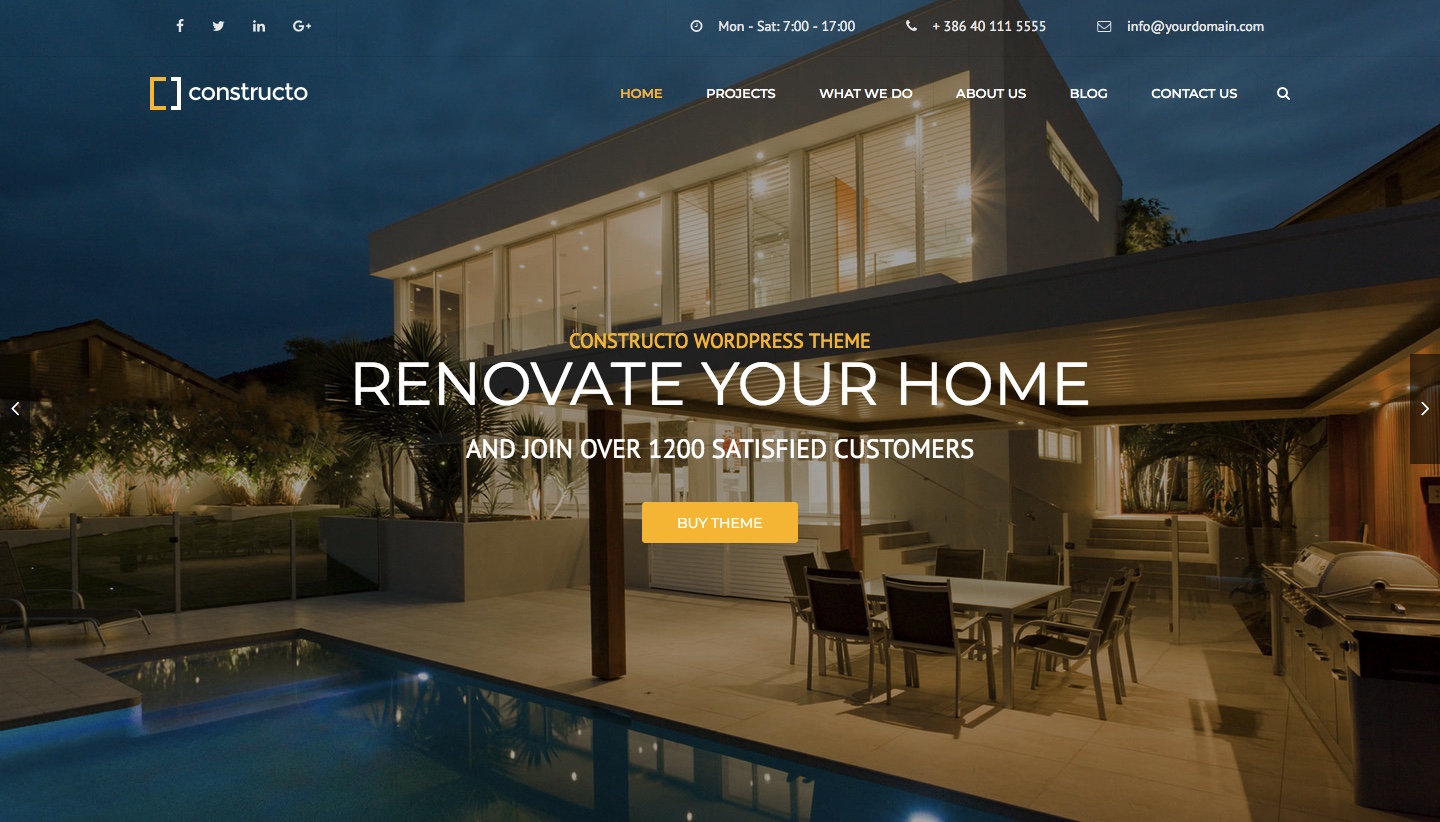 Mon - Sat: 7:00 - 17:00 + 386 40 111 5555 info@yourdomain.com
constructo HOME PROJECTS WHAT WE DO ABOUT US BLOG CONTACT US
CONSTRUCTO WORDPRESS THEME
RENOVATE YOUR HOME
AND JOIN OVER 1200 SATISFIED CUSTOMERS
BUY THEME